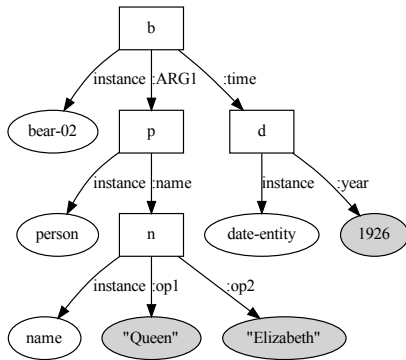 b
instance :ARG1 :time
bear-02 p d
instance :name instance :year
person n date-entity 1926
instance :op1 :op2
name "Queen" "Elizabeth"